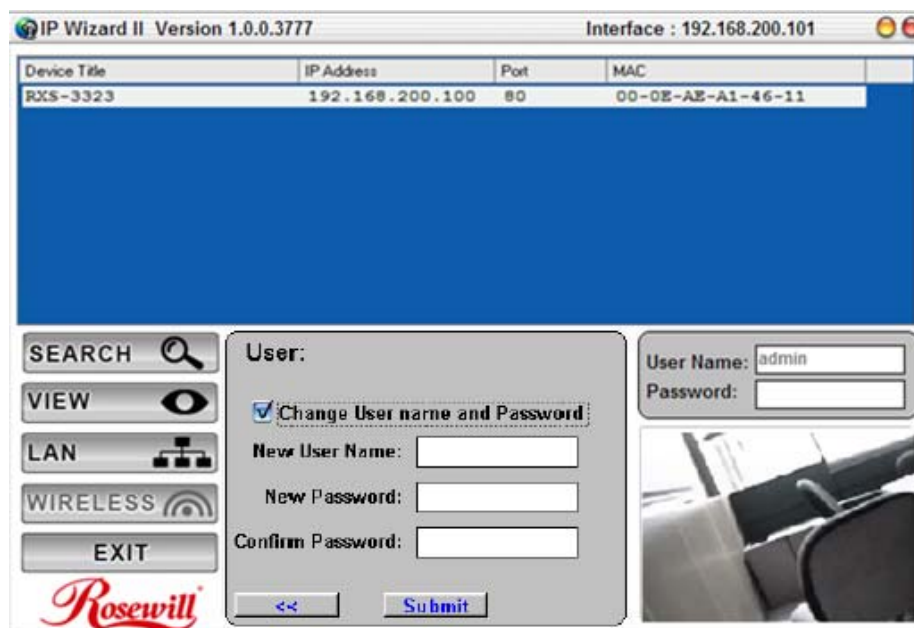 IP Wizard II Version 1.0.0.3777 Interface : 192.168.200.101
Device Title IP Address Port MAC
RXS-3323 192.168.200.100 80 00-0E-AE-A1-46-11
SEARCH
VIEW
LAN
WIRELESS
EXIT
Rosewill
User:
Change User name and Password
New User Name:
New Password:
Confirm Password:
<< Submit
User Name: admin
Password: